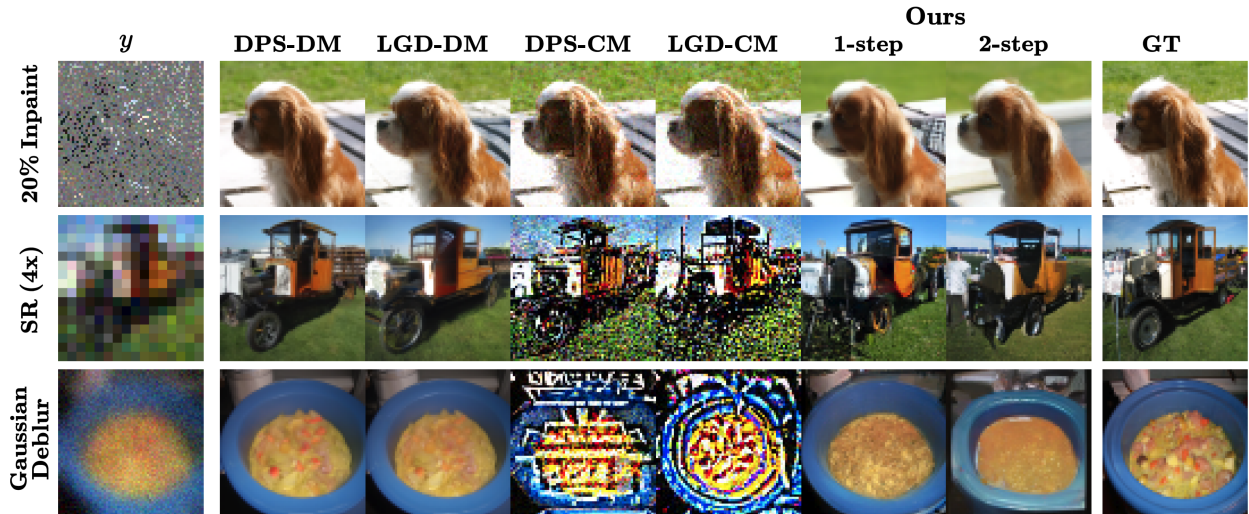 Ours
y DPS-DM LGD-DM DPS-CM LGD-CM 1-step 2-step GT
20% Inpaint
SR (4x)
Gaussian
Deblur